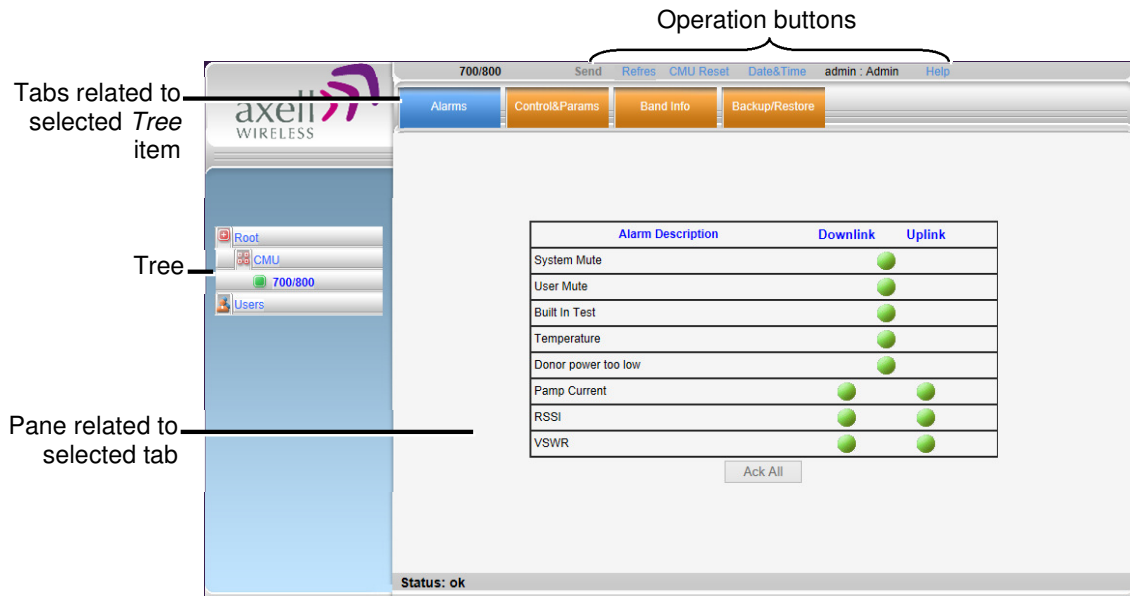 Operation buttons
700/800 Send Refres CMU Reset Date&Time admin : Admin Help
Tabs related to
selected Tree
item
axell
WIRELESS
Alarms Control&Params Band Info Backup/Restore
Tree
Root
CMU
700/800
Users
Alarm Description Downlink Uplink
System Mute
User Mute
Built In Test
Temperature
Donor power too low
Pamp Current
RSSI
VSWR
Ack All
Pane related to
selected tab
Status: ok